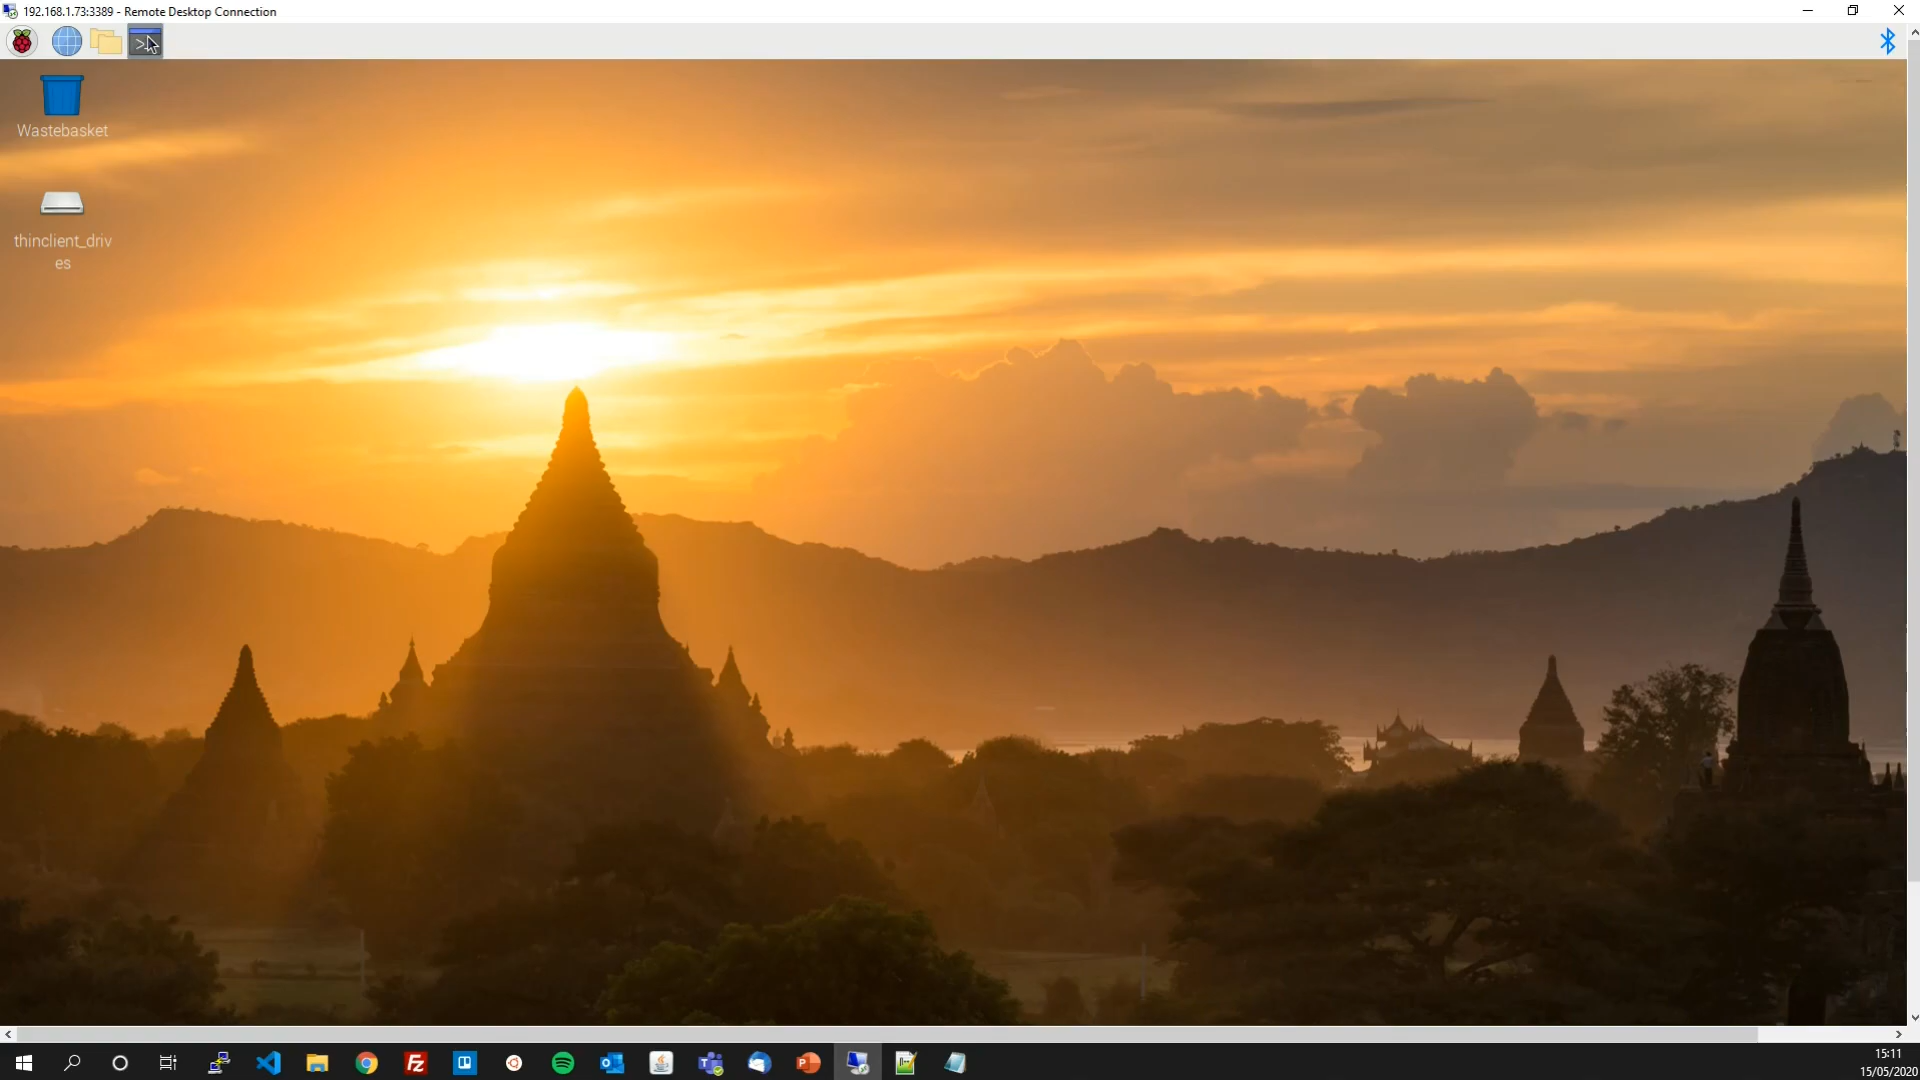 192.168.1.73:3389 - Remote Desktop Connection
Wastebasket
thinclient_driv
es
15:11
15/05/2020